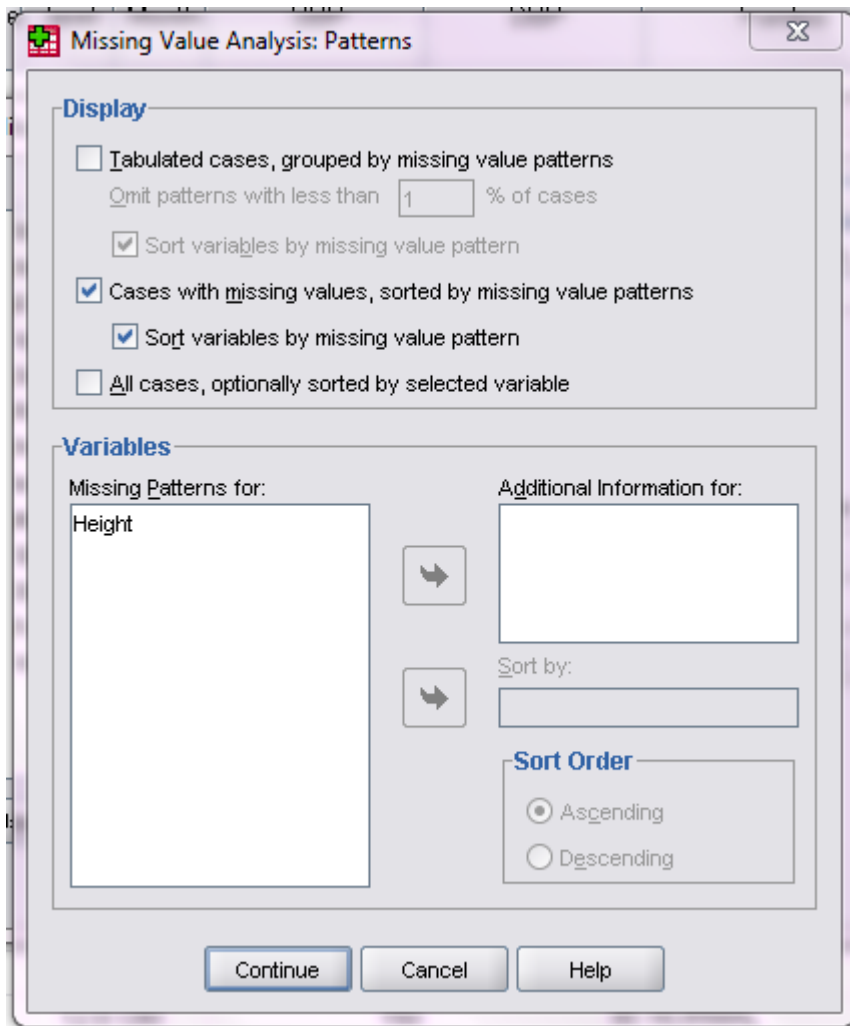 Missing Value Analysis: Patterns
Display
Tabulated cases, grouped by missing value patterns
Omit patterns with less than 1 % of cases
Sort variables by missing value pattern
Cases with missing values, sorted by missing value patterns
Sort variables by missing value pattern
All cases, optionally sorted by selected variable
Variables
Missing Patterns for:
Height
Additional Information for:
Sort by:
Sort Order
Ascending
Descending
Continue
Cancel
Help